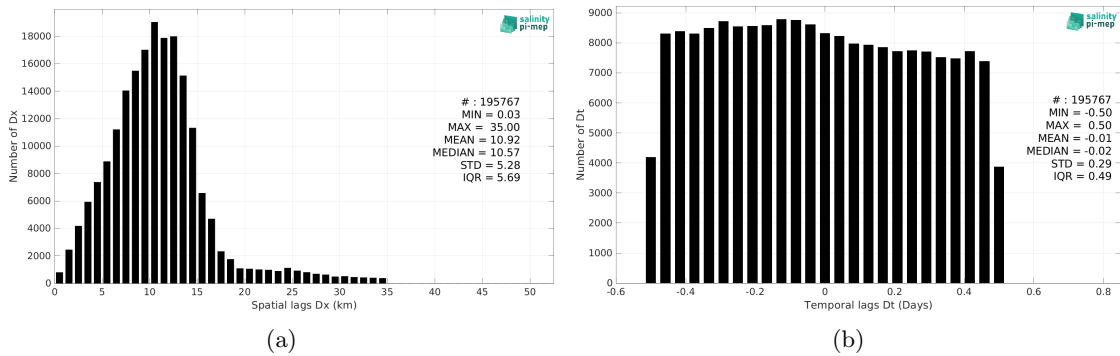 salinity
pi-mep
18000
16000
14000
12000
10000
8000
6000
4000
2000
0
Number of Dx
# : 195767
MIN = 0.03
MAX = 35.00
MEAN = 10.92
MEDIAN = 10.57
STD = 5.28
IQR = 5.69
0 5 10 15 20 25 30 35 40 45 50
Spatial lags Dx (km)
(a)
salinity
pi-mep
9000
8000
7000
6000
5000
4000
3000
2000
1000
0
Number of Dt
# : 195767
MIN = -0.50
MAX = 0.50
MEAN = -0.01
MEDIAN = -0.02
STD = 0.29
IQR = 0.49
-0.6 -0.4 -0.2 0 0.2 0.4 0.6 0.8
Temporal lags Dt (Days)
(b)